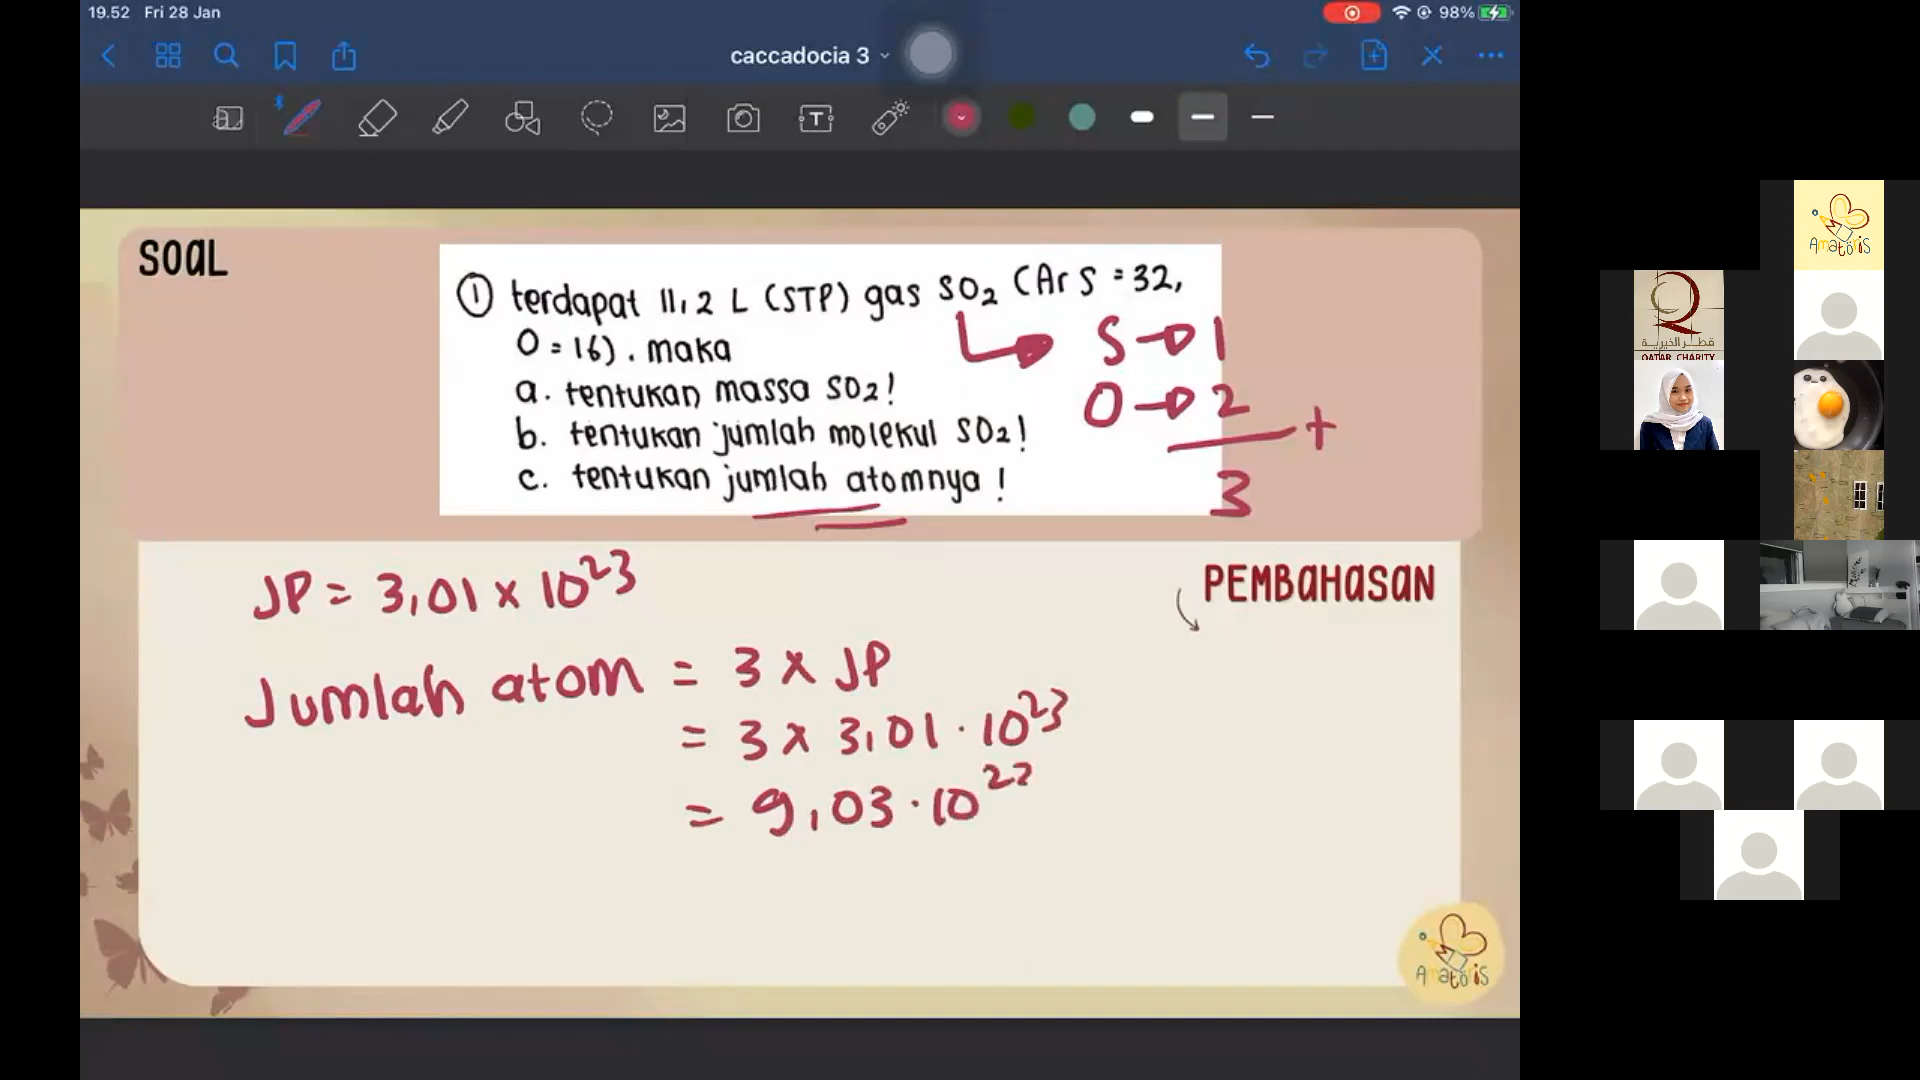 19.52 Fri 28 Jan
98%
caccadocia 3
T
SOAL
① terdapat 11,2 L (STP) gas SO₂ (Ar S = 32,
O = 16). maka
a. tentukan massa SO₂!
b. tentukan jumlah molekul SO₂!
c. tentukan jumlah atomnya !
S → 1
O → 2
+
3
PEMBAHASAN
JP = 3,01 x 10²³
Jumlah atom = 3 x JP
= 3 x 3,01 · 10²³
= 9,03 · 10²³
Amatoris
Amatoris
قطر الخيرية
QATAR CHARITY